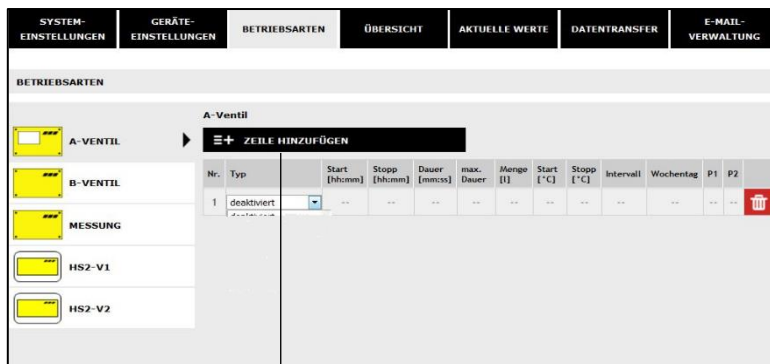 SYSTEM-
EINSTELLUNGEN
GERÄTE-
EINSTELLUNGEN
BETRIEBSARTEN
ÜBERSICHT
AKTUELLE WERTE
DATENTRANSFER
E-MAIL-
VERWALTUNG
BETRIEBSARTEN
A-Ventil
A-VENTIL
ZEILE HINZUFÜGEN
Nr. Typ Start [hh:mm] Stopp [hh:mm] Dauer [mm:ss] max. Dauer Menge [l] Start [°C] Stopp [°C] Intervall Wochentag P1 P2
1 deaktiviert -- -- -- -- -- -- -- -- -- -- --
B-VENTIL
MESSUNG
HS2-V1
HS2-V2